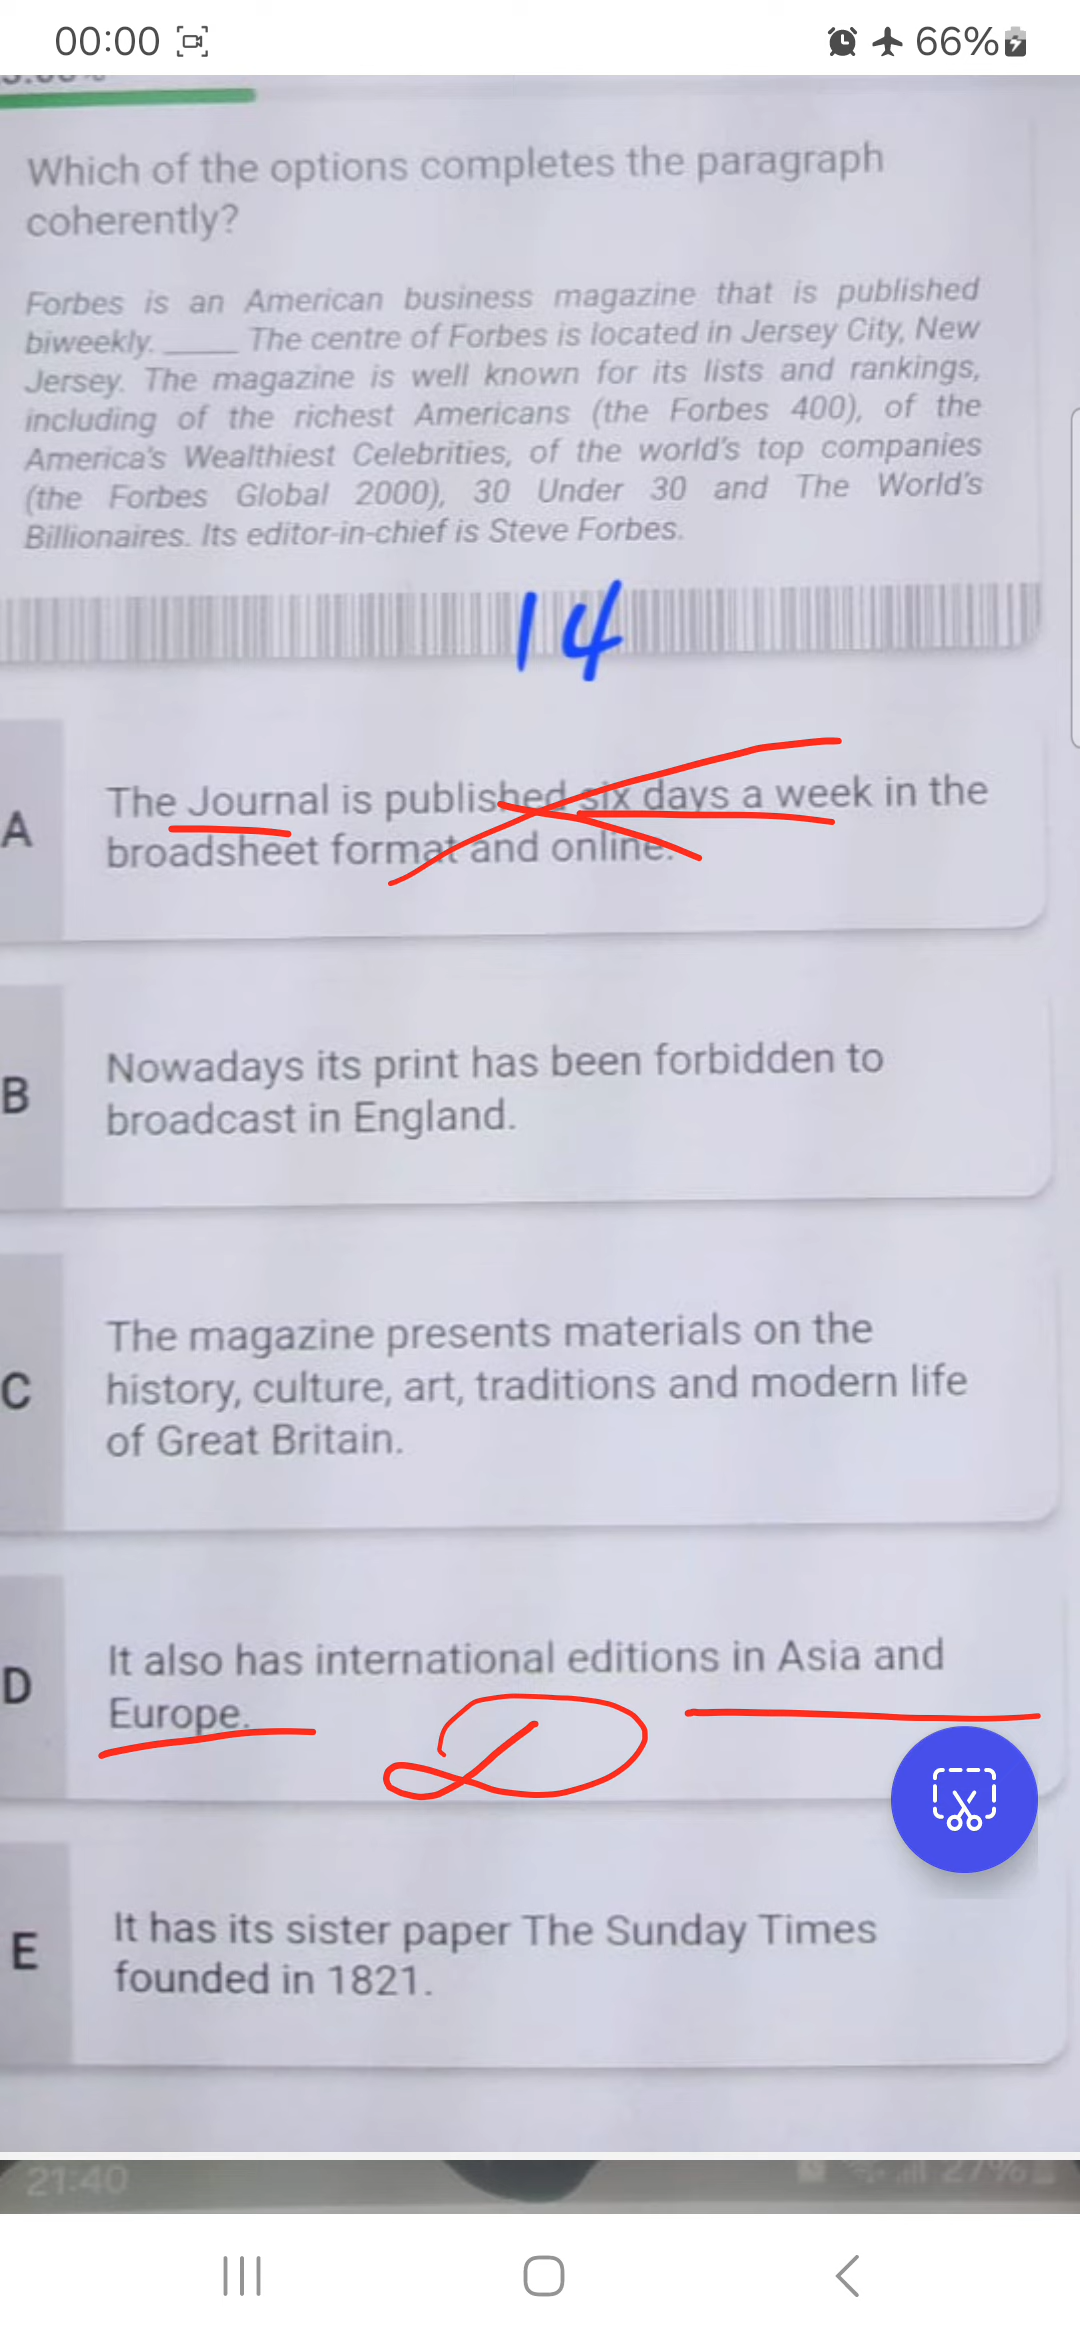 00:00 66%
Which of the options completes the paragraph
coherently?
Forbes is an American business magazine that is published
biweekly. _____ The centre of Forbes is located in Jersey City, New
Jersey. The magazine is well known for its lists and rankings,
including of the richest Americans (the Forbes 400), of the
America's Wealthiest Celebrities, of the world's top companies
(the Forbes Global 2000), 30 Under 30 and The World's
Billionaires. Its editor-in-chief is Steve Forbes.
14
A
The Journal is published six days a week in the
broadsheet format and online.
B
Nowadays its print has been forbidden to
broadcast in England.
C
The magazine presents materials on the
history, culture, art, traditions and modern life
of Great Britain.
D
It also has international editions in Asia and
Europe.
D
E
It has its sister paper The Sunday Times
founded in 1821.
21:40 27%